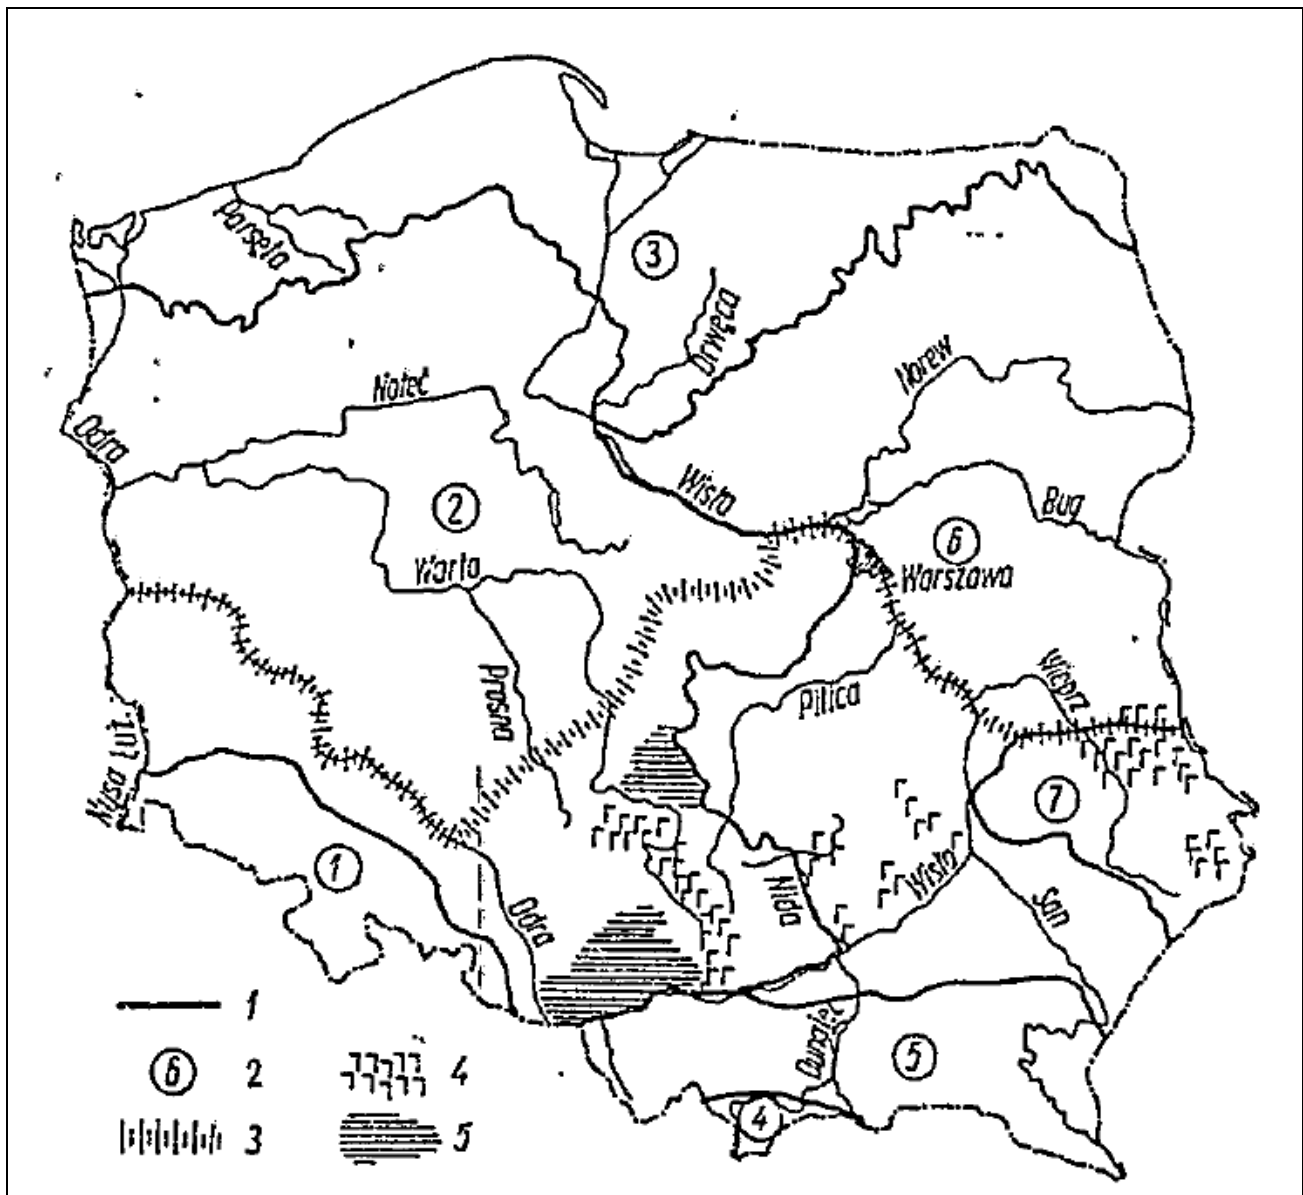 Parsęta
3
Drwęca
Noteć
Narew
Odra
Wisła
2
Bug
6
Warszawa
Warta
Wieprz
Prosna
Pilica
Nysa Łuż.
7
1
Nida
Wisła
San
Odra
1
6 2
4
Dunajec
5
3
5
4